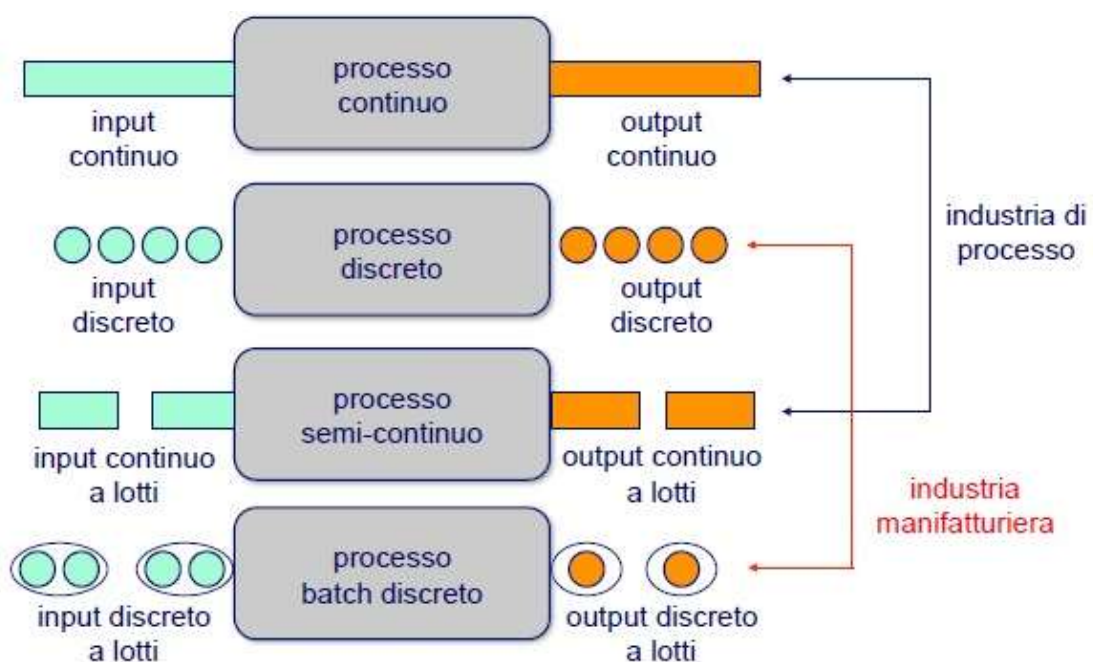 processo
continuo
input
continuo
output
continuo
processo
discreto
input
discreto
output
discreto
industria di
processo
processo
semi-continuo
input continuo
a lotti
output continuo
a lotti
industria
manifatturiera
processo
batch discreto
input discreto
a lotti
output discreto
a lotti